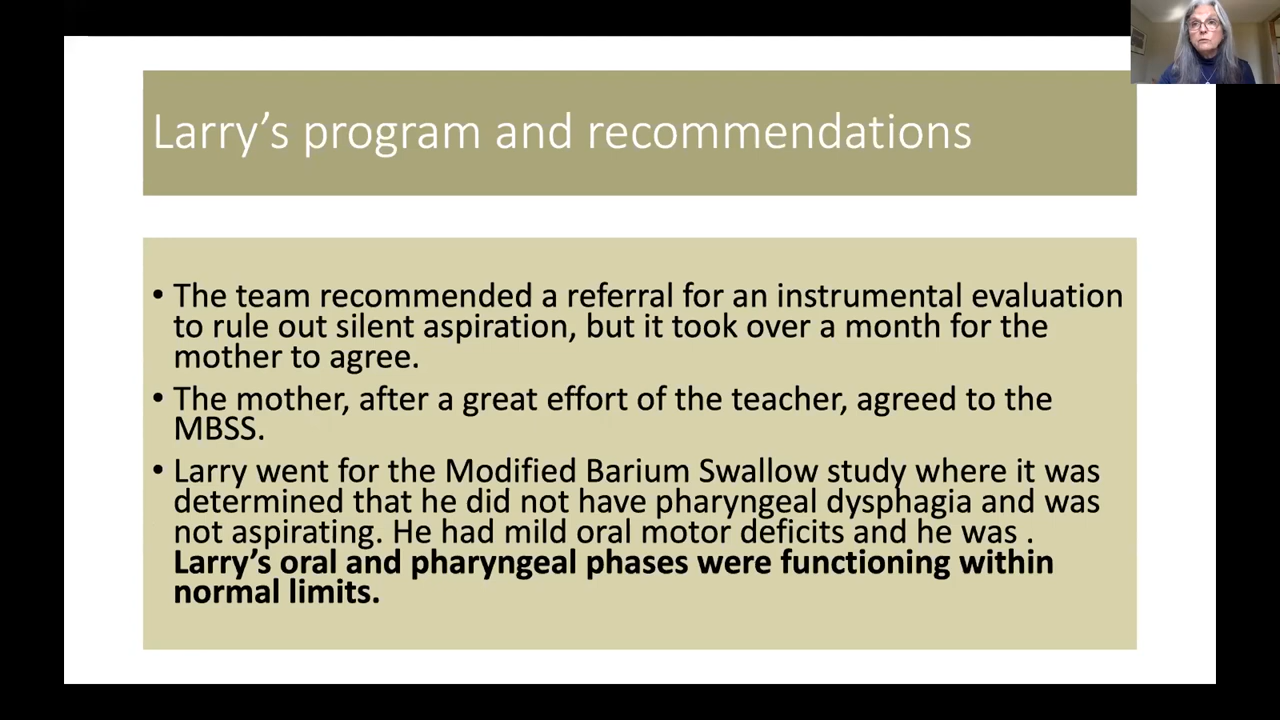 Larry’s program and recommendations
• The team recommended a referral for an instrumental evaluation
to rule out silent aspiration, but it took over a month for the
mother to agree.
• The mother, after a great effort of the teacher, agreed to the
MBSS.
• Larry went for the Modified Barium Swallow study where it was
determined that he did not have pharyngeal dysphagia and was
not aspirating. He had mild oral motor deficits and he was .
Larry’s oral and pharyngeal phases were functioning within
normal limits.